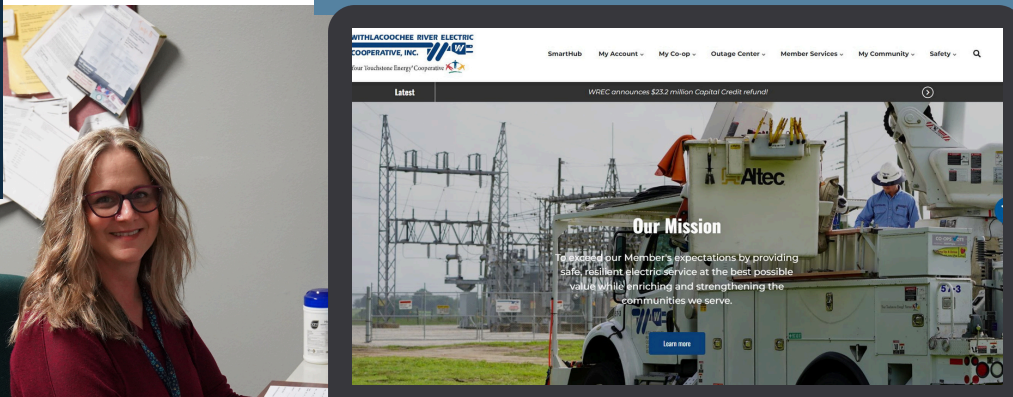 WITHLACOOCHEE RIVER ELECTRIC
COOPERATIVE, INC.
Your Touchstone Energy® Cooperative
SmartHub My Account My Co-op Outage Center Member Services My Community Safety
Latest WREC announces $23.2 million Capital Credit refund!
Altec
Our Mission
To exceed our Member's expectations by providing
safe, resilient electric service at the best possible
value while enriching and strengthening the
communities we serve.
Learn more
57-3